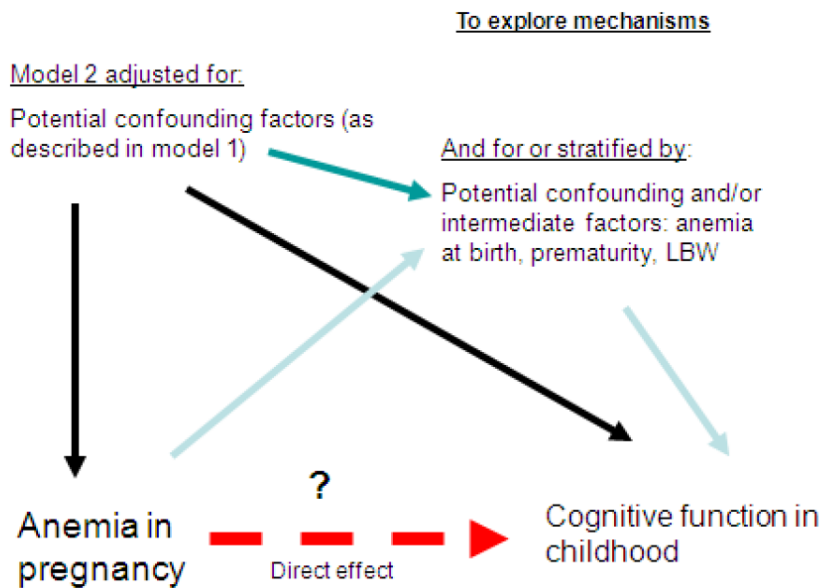 To explore mechanisms
Model 2 adjusted for:
Potential confounding factors (as
described in model 1)
And for or stratified by:
Potential confounding and/or
intermediate factors: anemia
at birth, prematurity, LBW
?
Anemia in
pregnancy
Direct effect
Cognitive function in
childhood